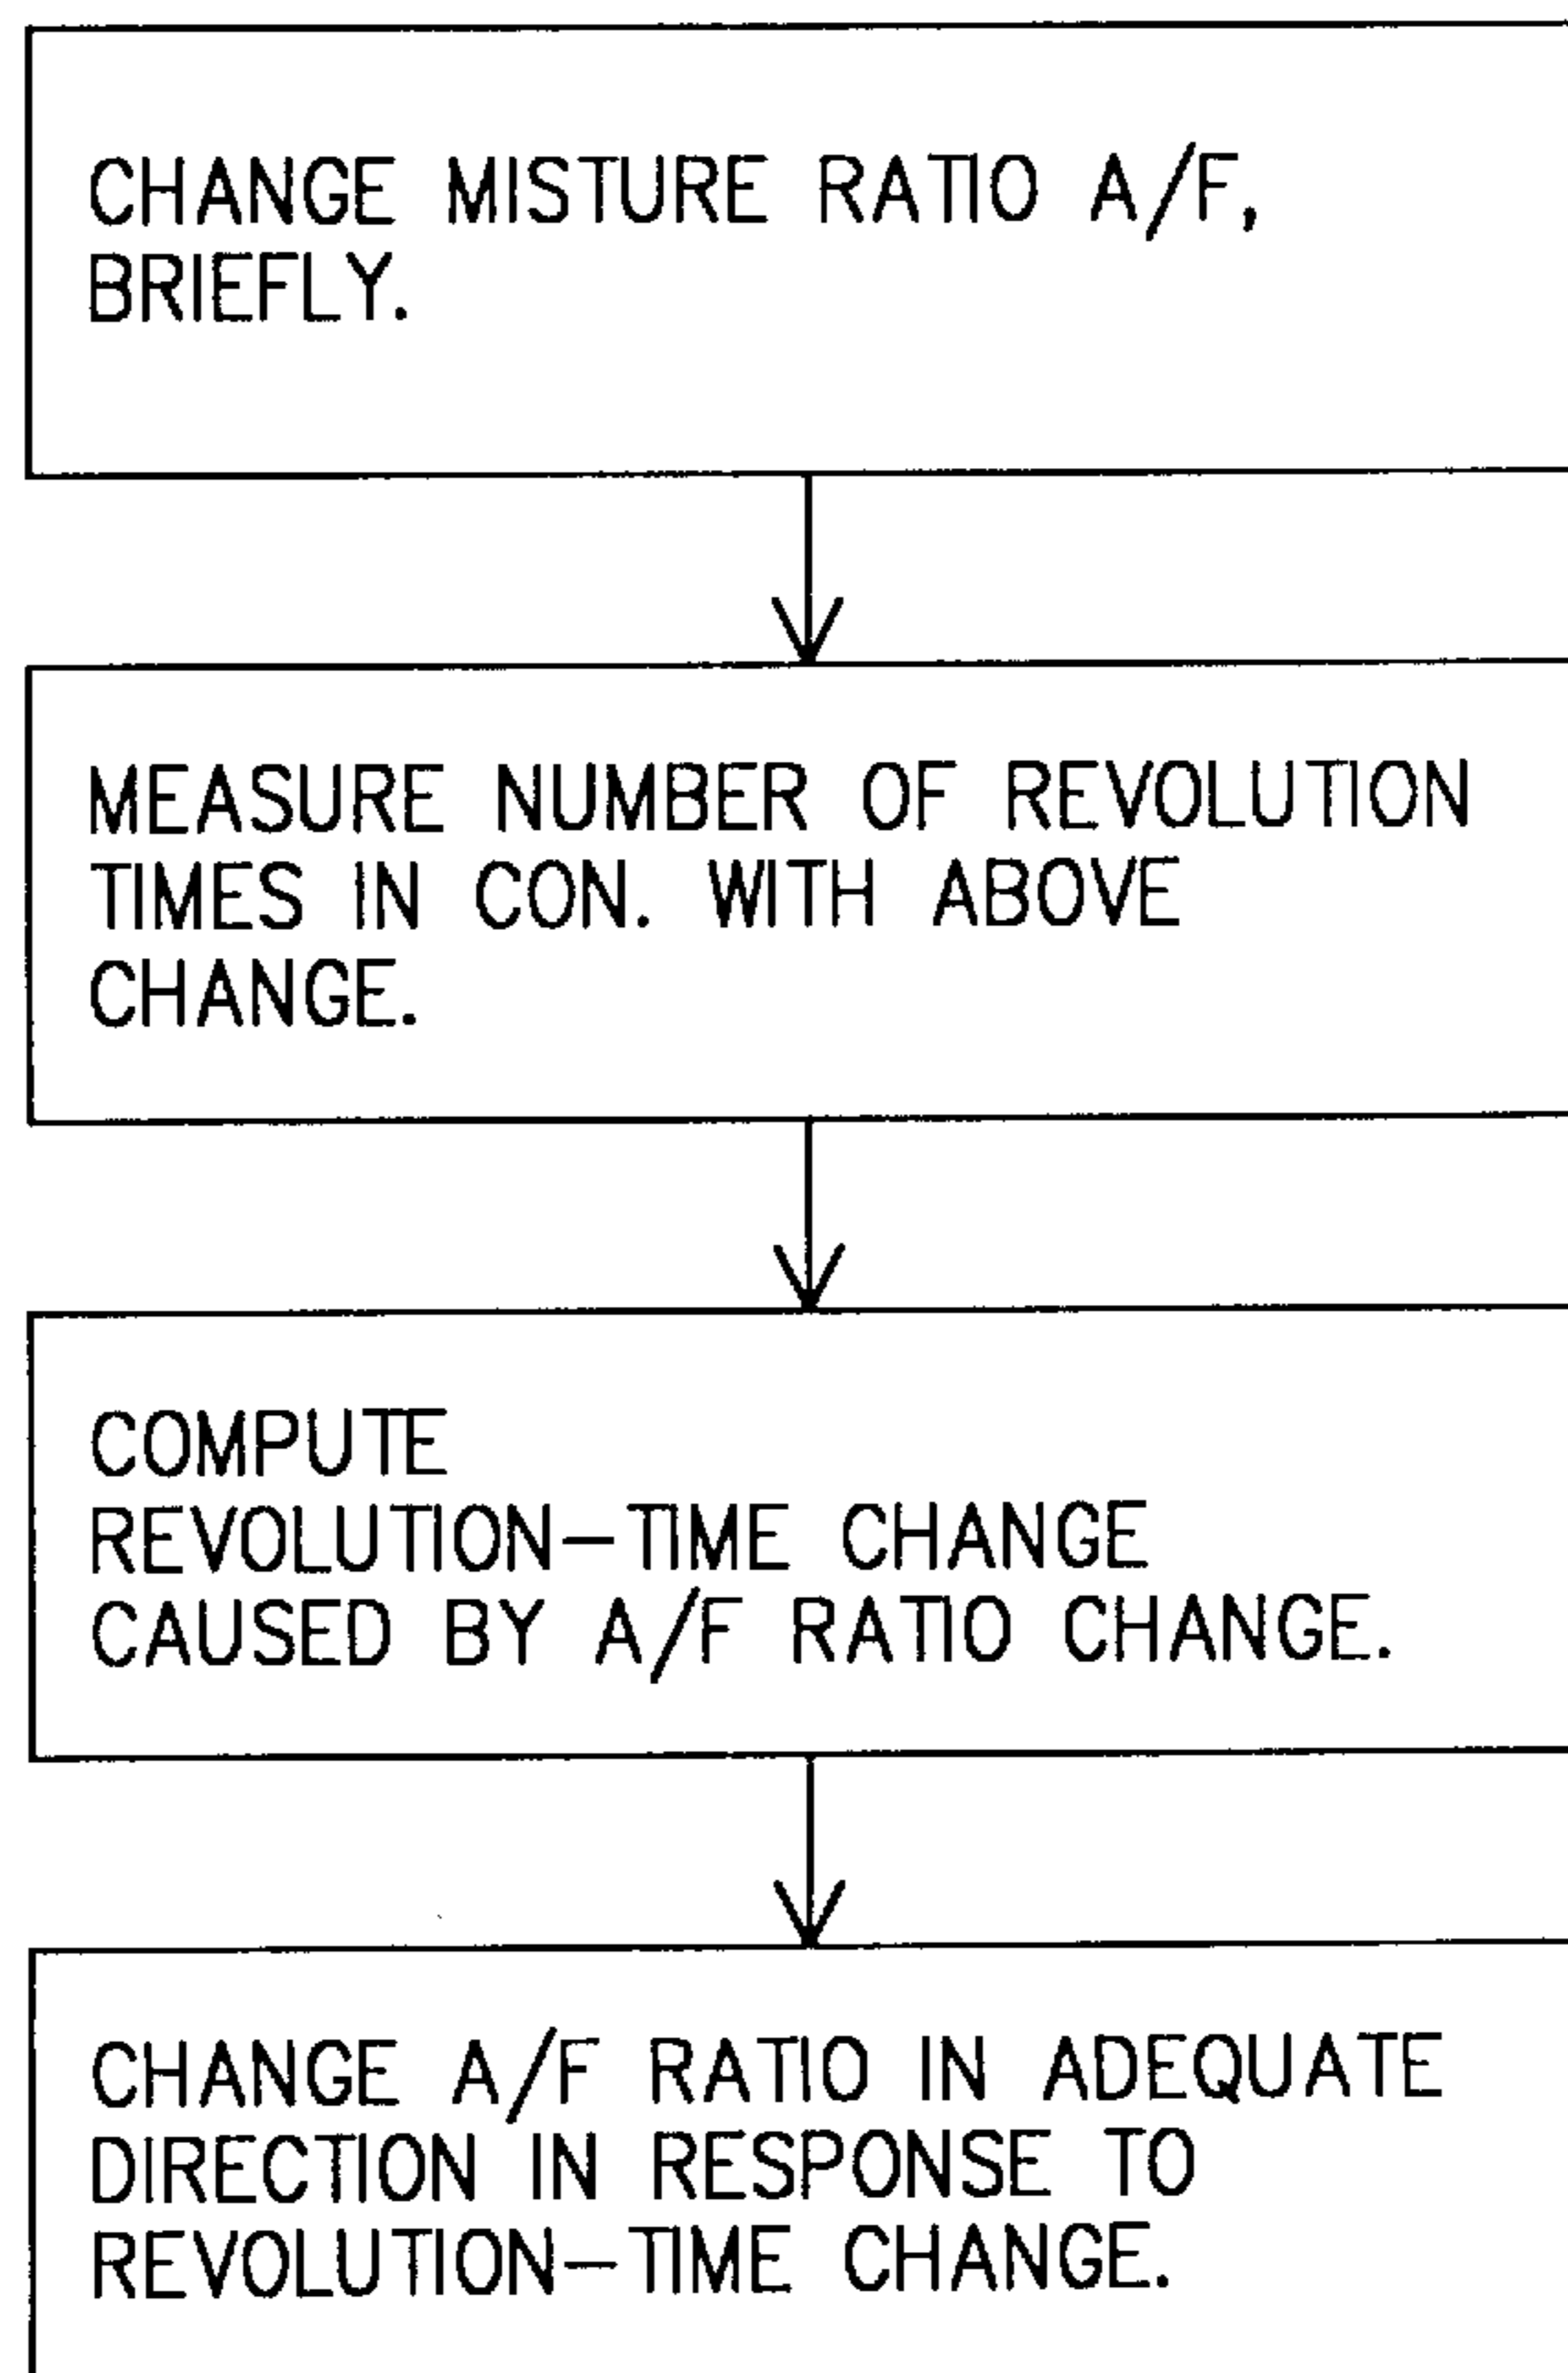 CHANGE MISTURE RATIO A/F,
BRIEFLY.
MEASURE NUMBER OF REVOLUTION
TIMES IN CON. WITH ABOVE
CHANGE.
COMPUTE
REVOLUTION-TIME CHANGE
CAUSED BY A/F RATIO CHANGE.
CHANGE A/F RATIO IN ADEQUATE
DIRECTION IN RESPONSE TO
REVOLUTION-TIME CHANGE.